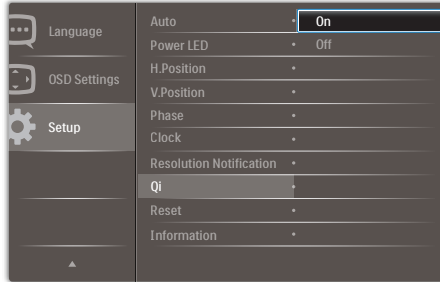 Language
OSD Settings
Setup
Auto
Power LED
H.Position
V.Position
Phase
Clock
Resolution Notification
Qi
Reset
Information
On
Off